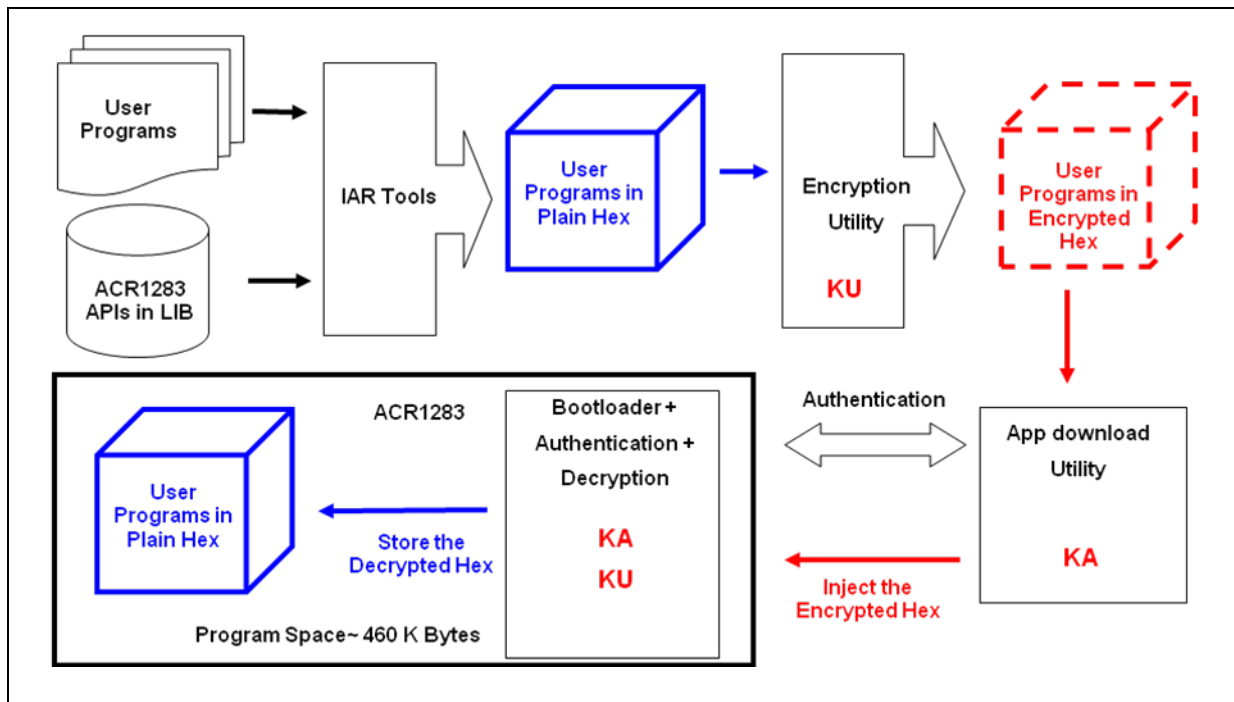 User
Programs
ACR1283
APIs in LIB
IAR Tools
User
Programs in
Plain Hex
Encryption
Utility
KU
User
Programs in
Encrypted
Hex
ACR1283
User
Programs in
Plain Hex
Store the
Decrypted Hex
Program Space~ 460 K Bytes
Bootloader +
Authentication +
Decryption
KA
KU
Authentication
Inject the
Encrypted Hex
App download
Utility
KA